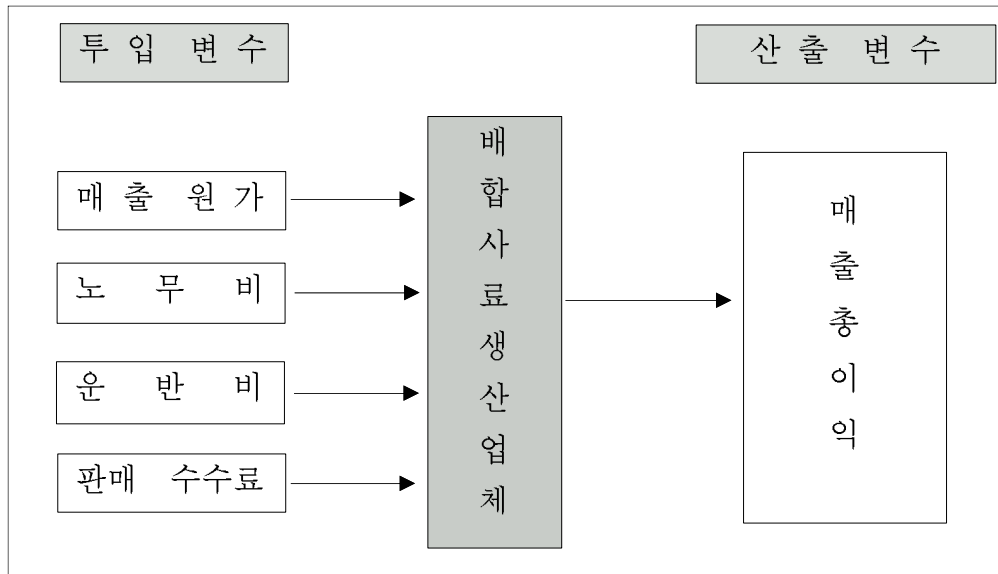 투 입 변 수
산 출 변 수
매 출 원 가
노 무 비
운 반 비
판매 수수료
배
합
사
료
생
산
업
체
매
출
총
이
익